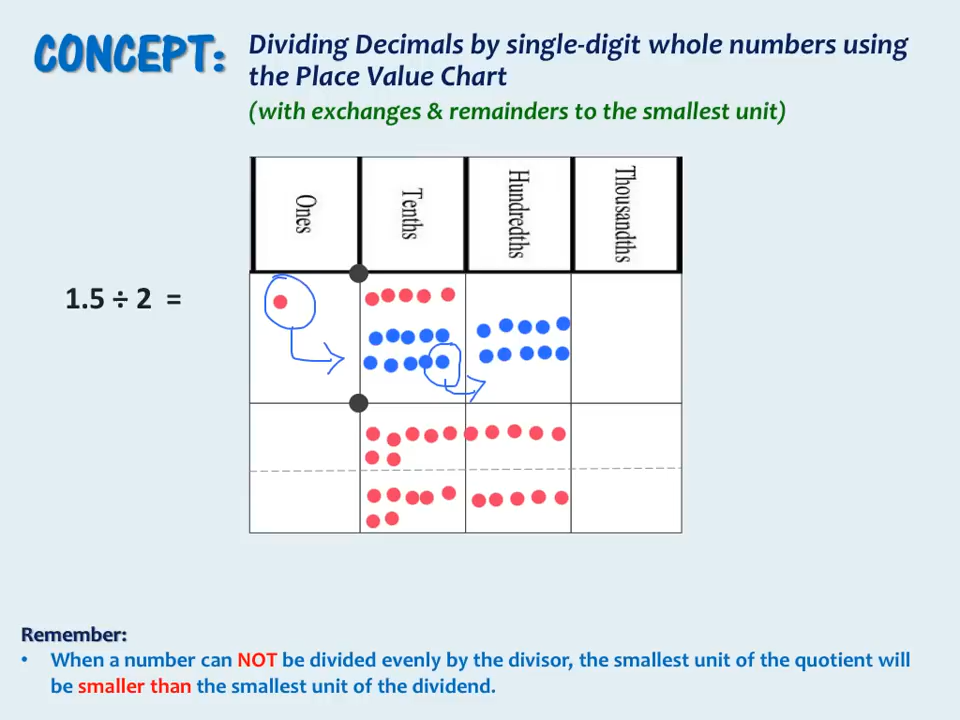 CONCEPT:
Dividing Decimals by single-digit whole numbers using
the Place Value Chart
(with exchanges & remainders to the smallest unit)
Ones
Tenths
Hundredths
Thousandths
1.5 ÷ 2 =
Remember:
• When a number can NOT be divided evenly by the divisor, the smallest unit of the quotient will
be smaller than the smallest unit of the dividend.